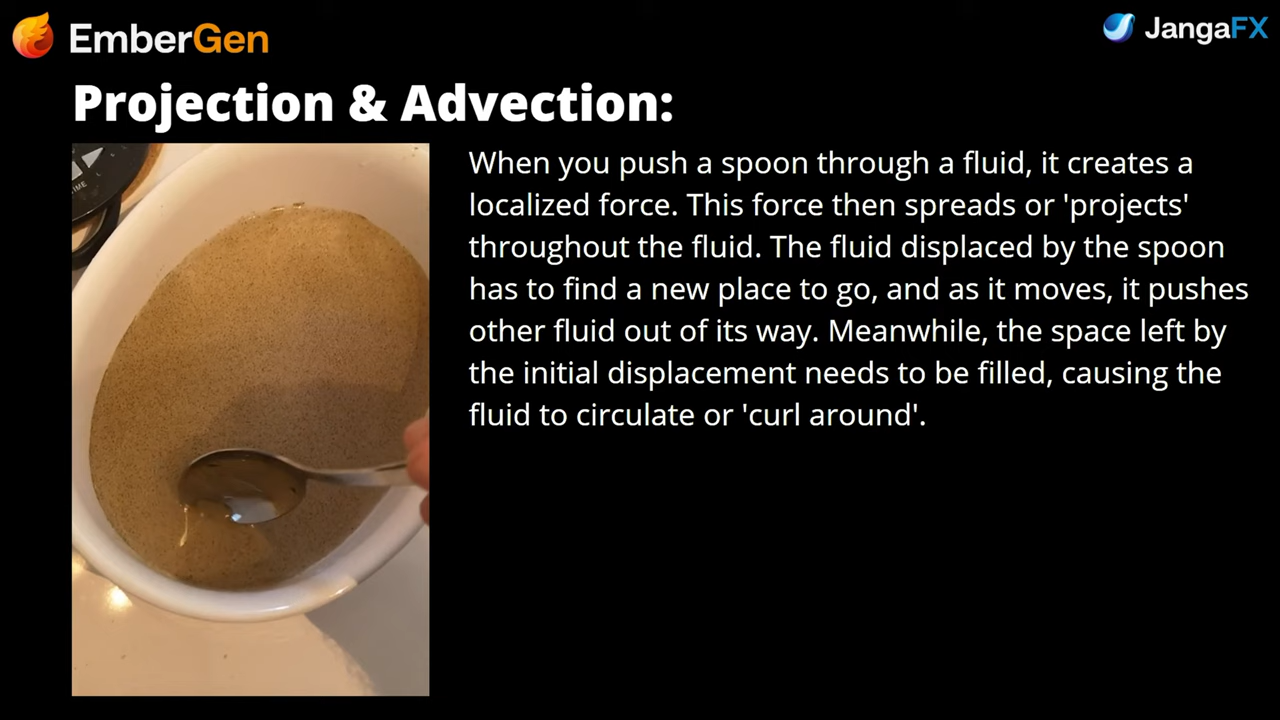 EmberGen
JangaFX
Projection & Advection:
When you push a spoon through a fluid, it creates a
localized force. This force then spreads or 'projects'
throughout the fluid. The fluid displaced by the spoon
has to find a new place to go, and as it moves, it pushes
other fluid out of its way. Meanwhile, the space left by
the initial displacement needs to be filled, causing the
fluid to circulate or 'curl around'.